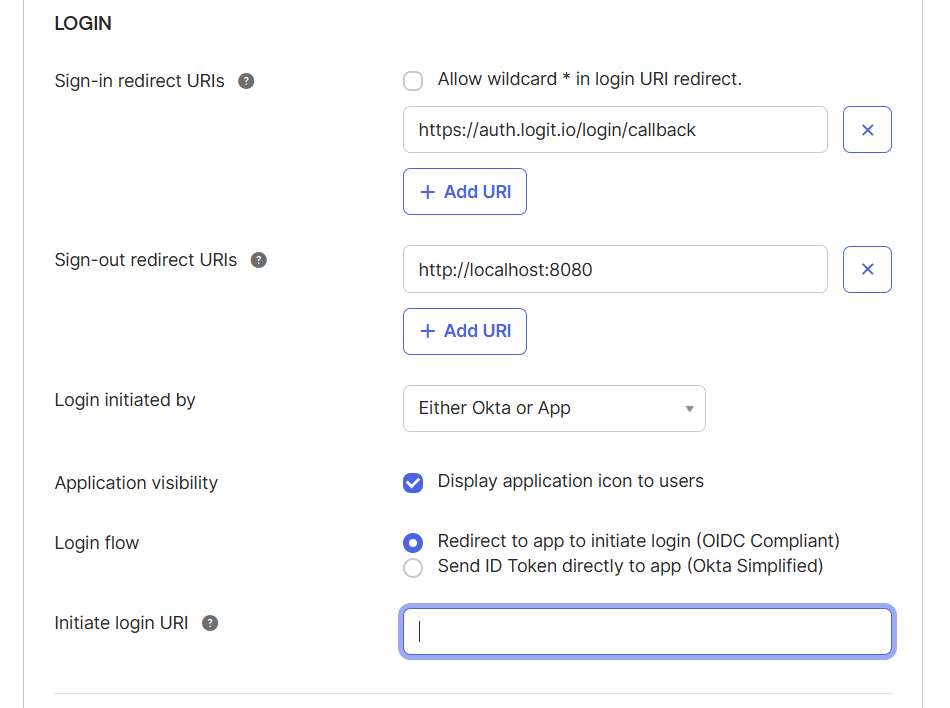 LOGIN
Sign-in redirect URIs ?
Allow wildcard * in login URI redirect.
https://auth.logit.io/login/callback
+ Add URI
Sign-out redirect URIs ?
http://localhost:8080
+ Add URI
Login initiated by
Either Okta or App
Application visibility
Display application icon to users
Login flow
Redirect to app to initiate login (OIDC Compliant)
Send ID Token directly to app (Okta Simplified)
Initiate login URI ?